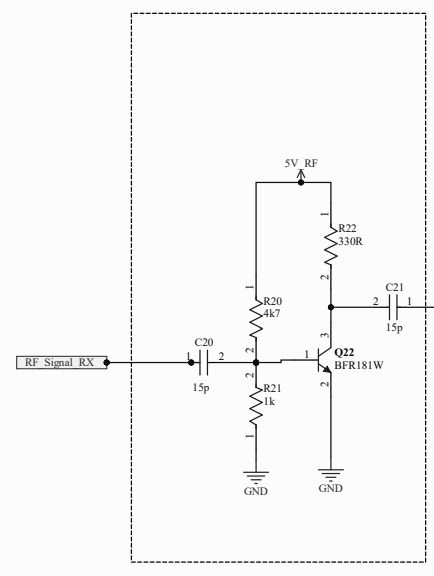 5V_RF
1
R22
330R
2
C21
2
1
15p
1
R20
4k7
2
3
C20
1
2
15p
RF_Signal_RX
1
Q22
BFR181W
2
2
R21
1k
1
GND
GND